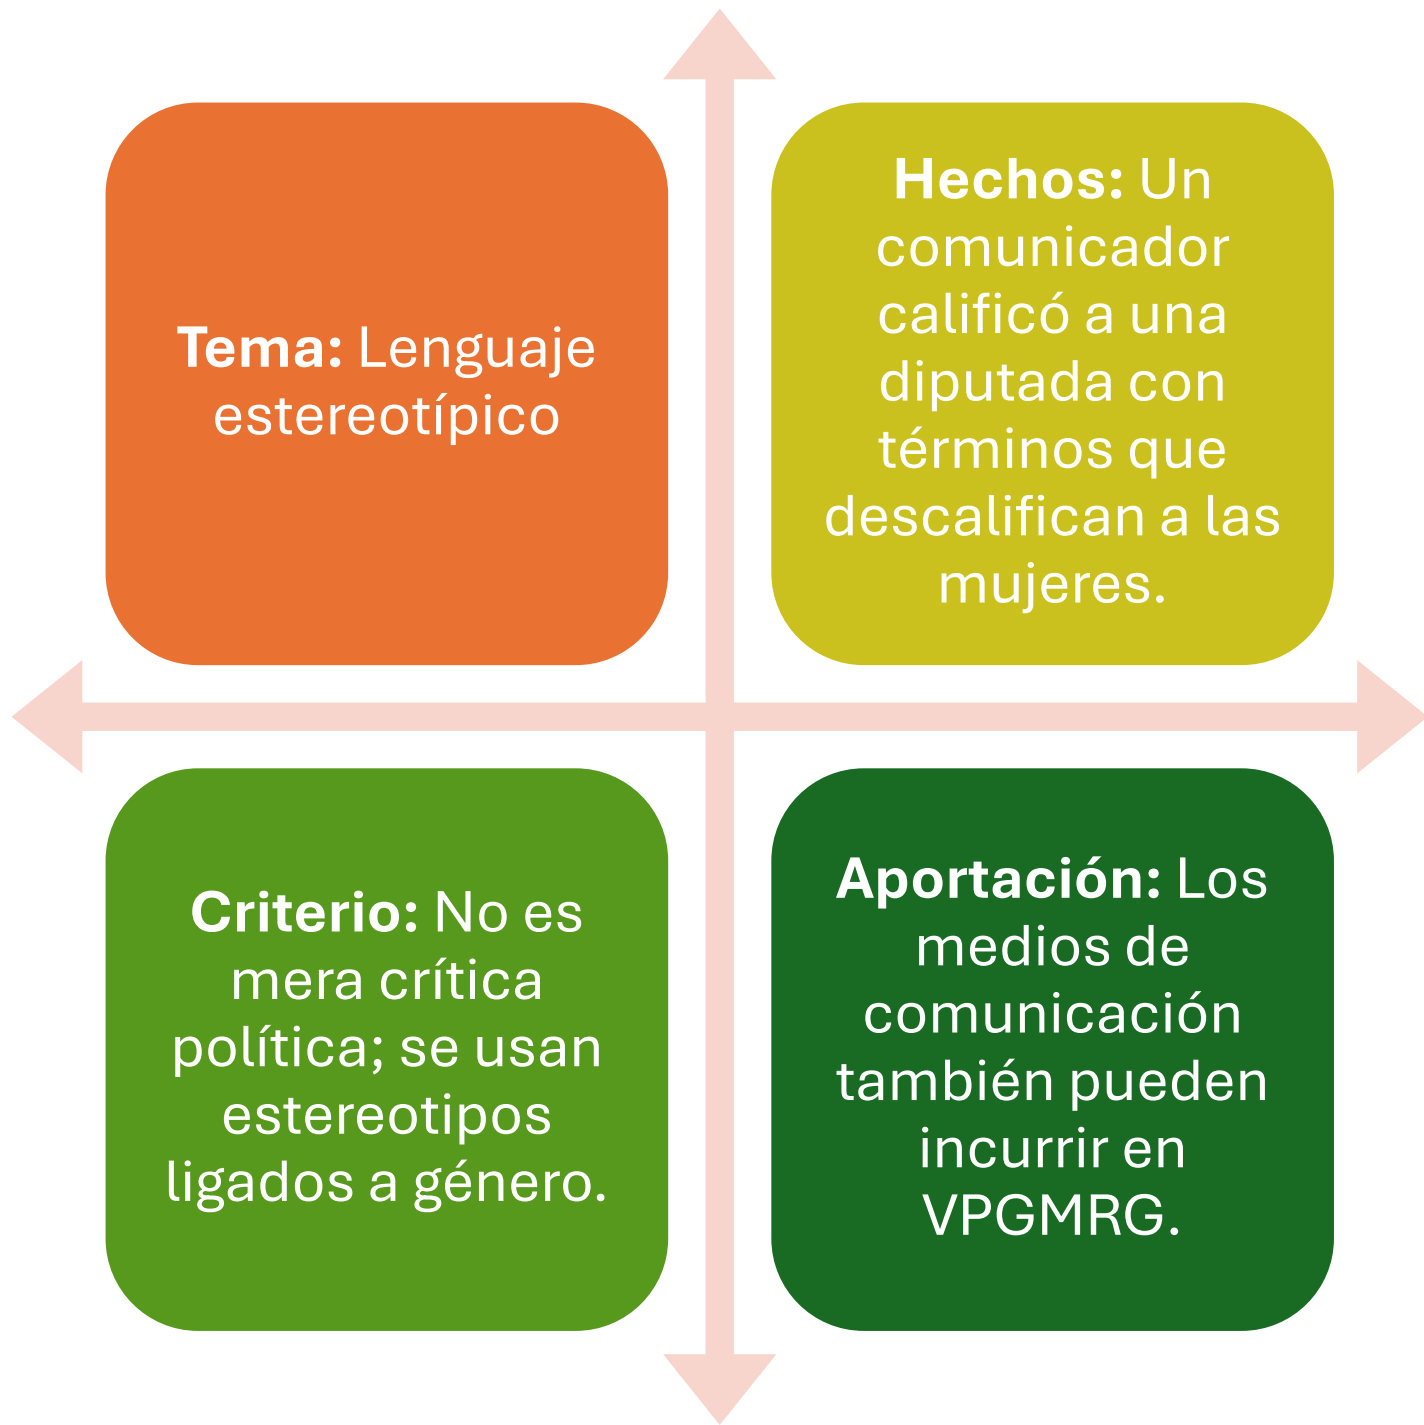 Tema: Lenguaje
estereotípico
Hechos: Un
comunicador
calificó a una
diputada con
términos que
descalifican a las
mujeres.
Criterio: No es
mera crítica
política; se usan
estereotipos
ligados a género.
Aportación: Los
medios de
comunicación
también pueden
incurrir en
VPGMRG.